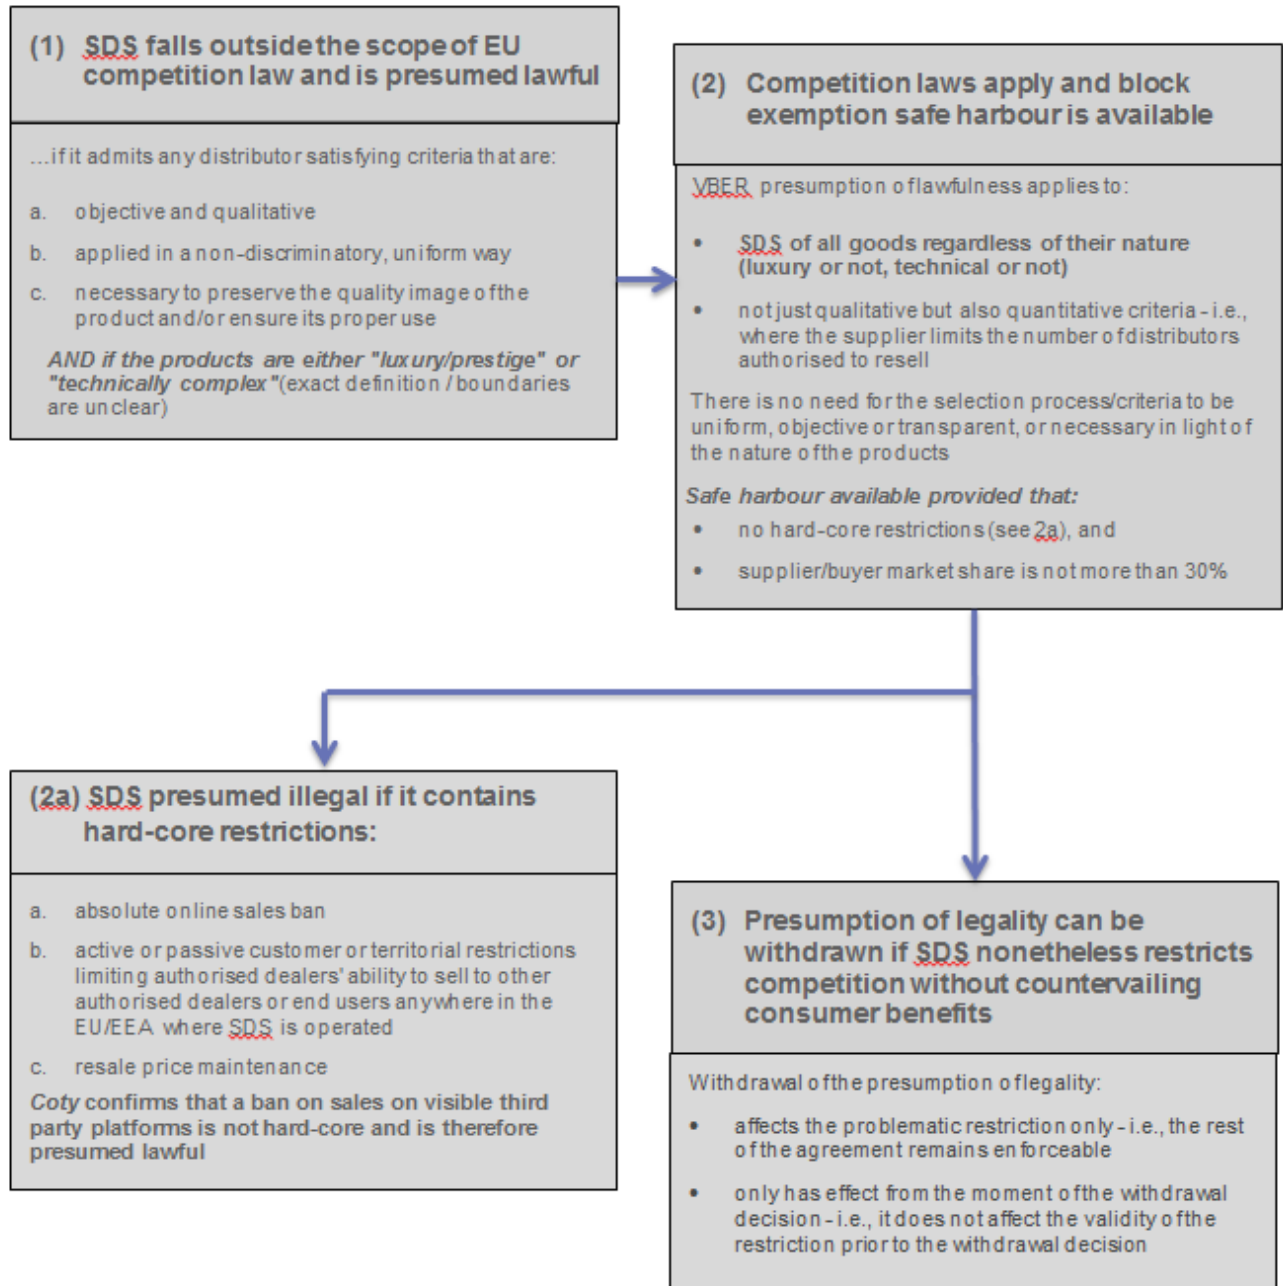 (1) SDS falls outside the scope of EU
competition law and is presumed lawful
...if it admits any distributor satisfying criteria that are:
a. objective and qualitative
b. applied in a non-discriminatory, uniform way
c. necessary to preserve the quality image of the
product and/or ensure its proper use
AND if the products are either "luxury/prestige" or
"technically complex"(exact definition / boundaries
are unclear)
(2) Competition laws apply and block
exemption safe harbour is available
VBER presumption of lawfulness applies to:
• SDS of all goods regardless of their nature
(luxury or not, technical or not)
• not just qualitative but also quantitative criteria - i.e.,
where the supplier limits the number of distributors
authorised to resell
There is no need for the selection process/criteria to be
uniform, objective or transparent, or necessary in light of
the nature of the products
Safe harbour available provided that:
• no hard-core restrictions (see 2a), and
• supplier/buyer market share is not more than 30%
(2a) SDS presumed illegal if it contains
hard-core restrictions:
a. absolute online sales ban
b. active or passive customer or territorial restrictions
limiting authorised dealers' ability to sell to other
authorised dealers or end users anywhere in the
EU/EEA where SDS is operated
c. resale price maintenance
Coty confirms that a ban on sales on visible third
party platforms is not hard-core and is therefore
presumed lawful
(3) Presumption of legality can be
withdrawn if SDS nonetheless restricts
competition without countervailing
consumer benefits
Withdrawal of the presumption of legality:
• affects the problematic restriction only - i.e., the rest
of the agreement remains enforceable
• only has effect from the moment of the withdrawal
decision - i.e., it does not affect the validity of the
restriction prior to the withdrawal decision